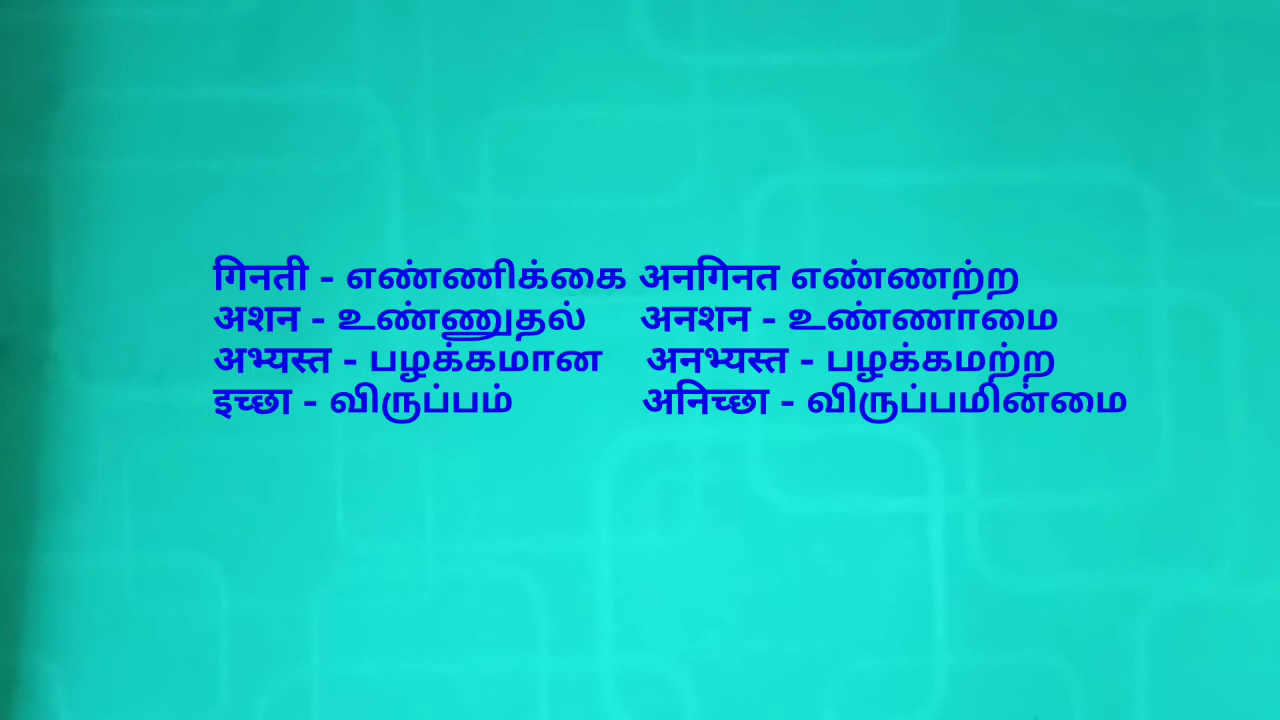 गिनती - எண்ணிக்கை अनगिनत எண்ணற்ற
अशन - உண்ணுதல் अनशन - உண்ணாமை
अभ्यस्त - பழக்கமான अनभ्यस्त - பழக்கமற்ற
इच्छा - விருப்பம் अनिच्छा - விருப்பமின்மை